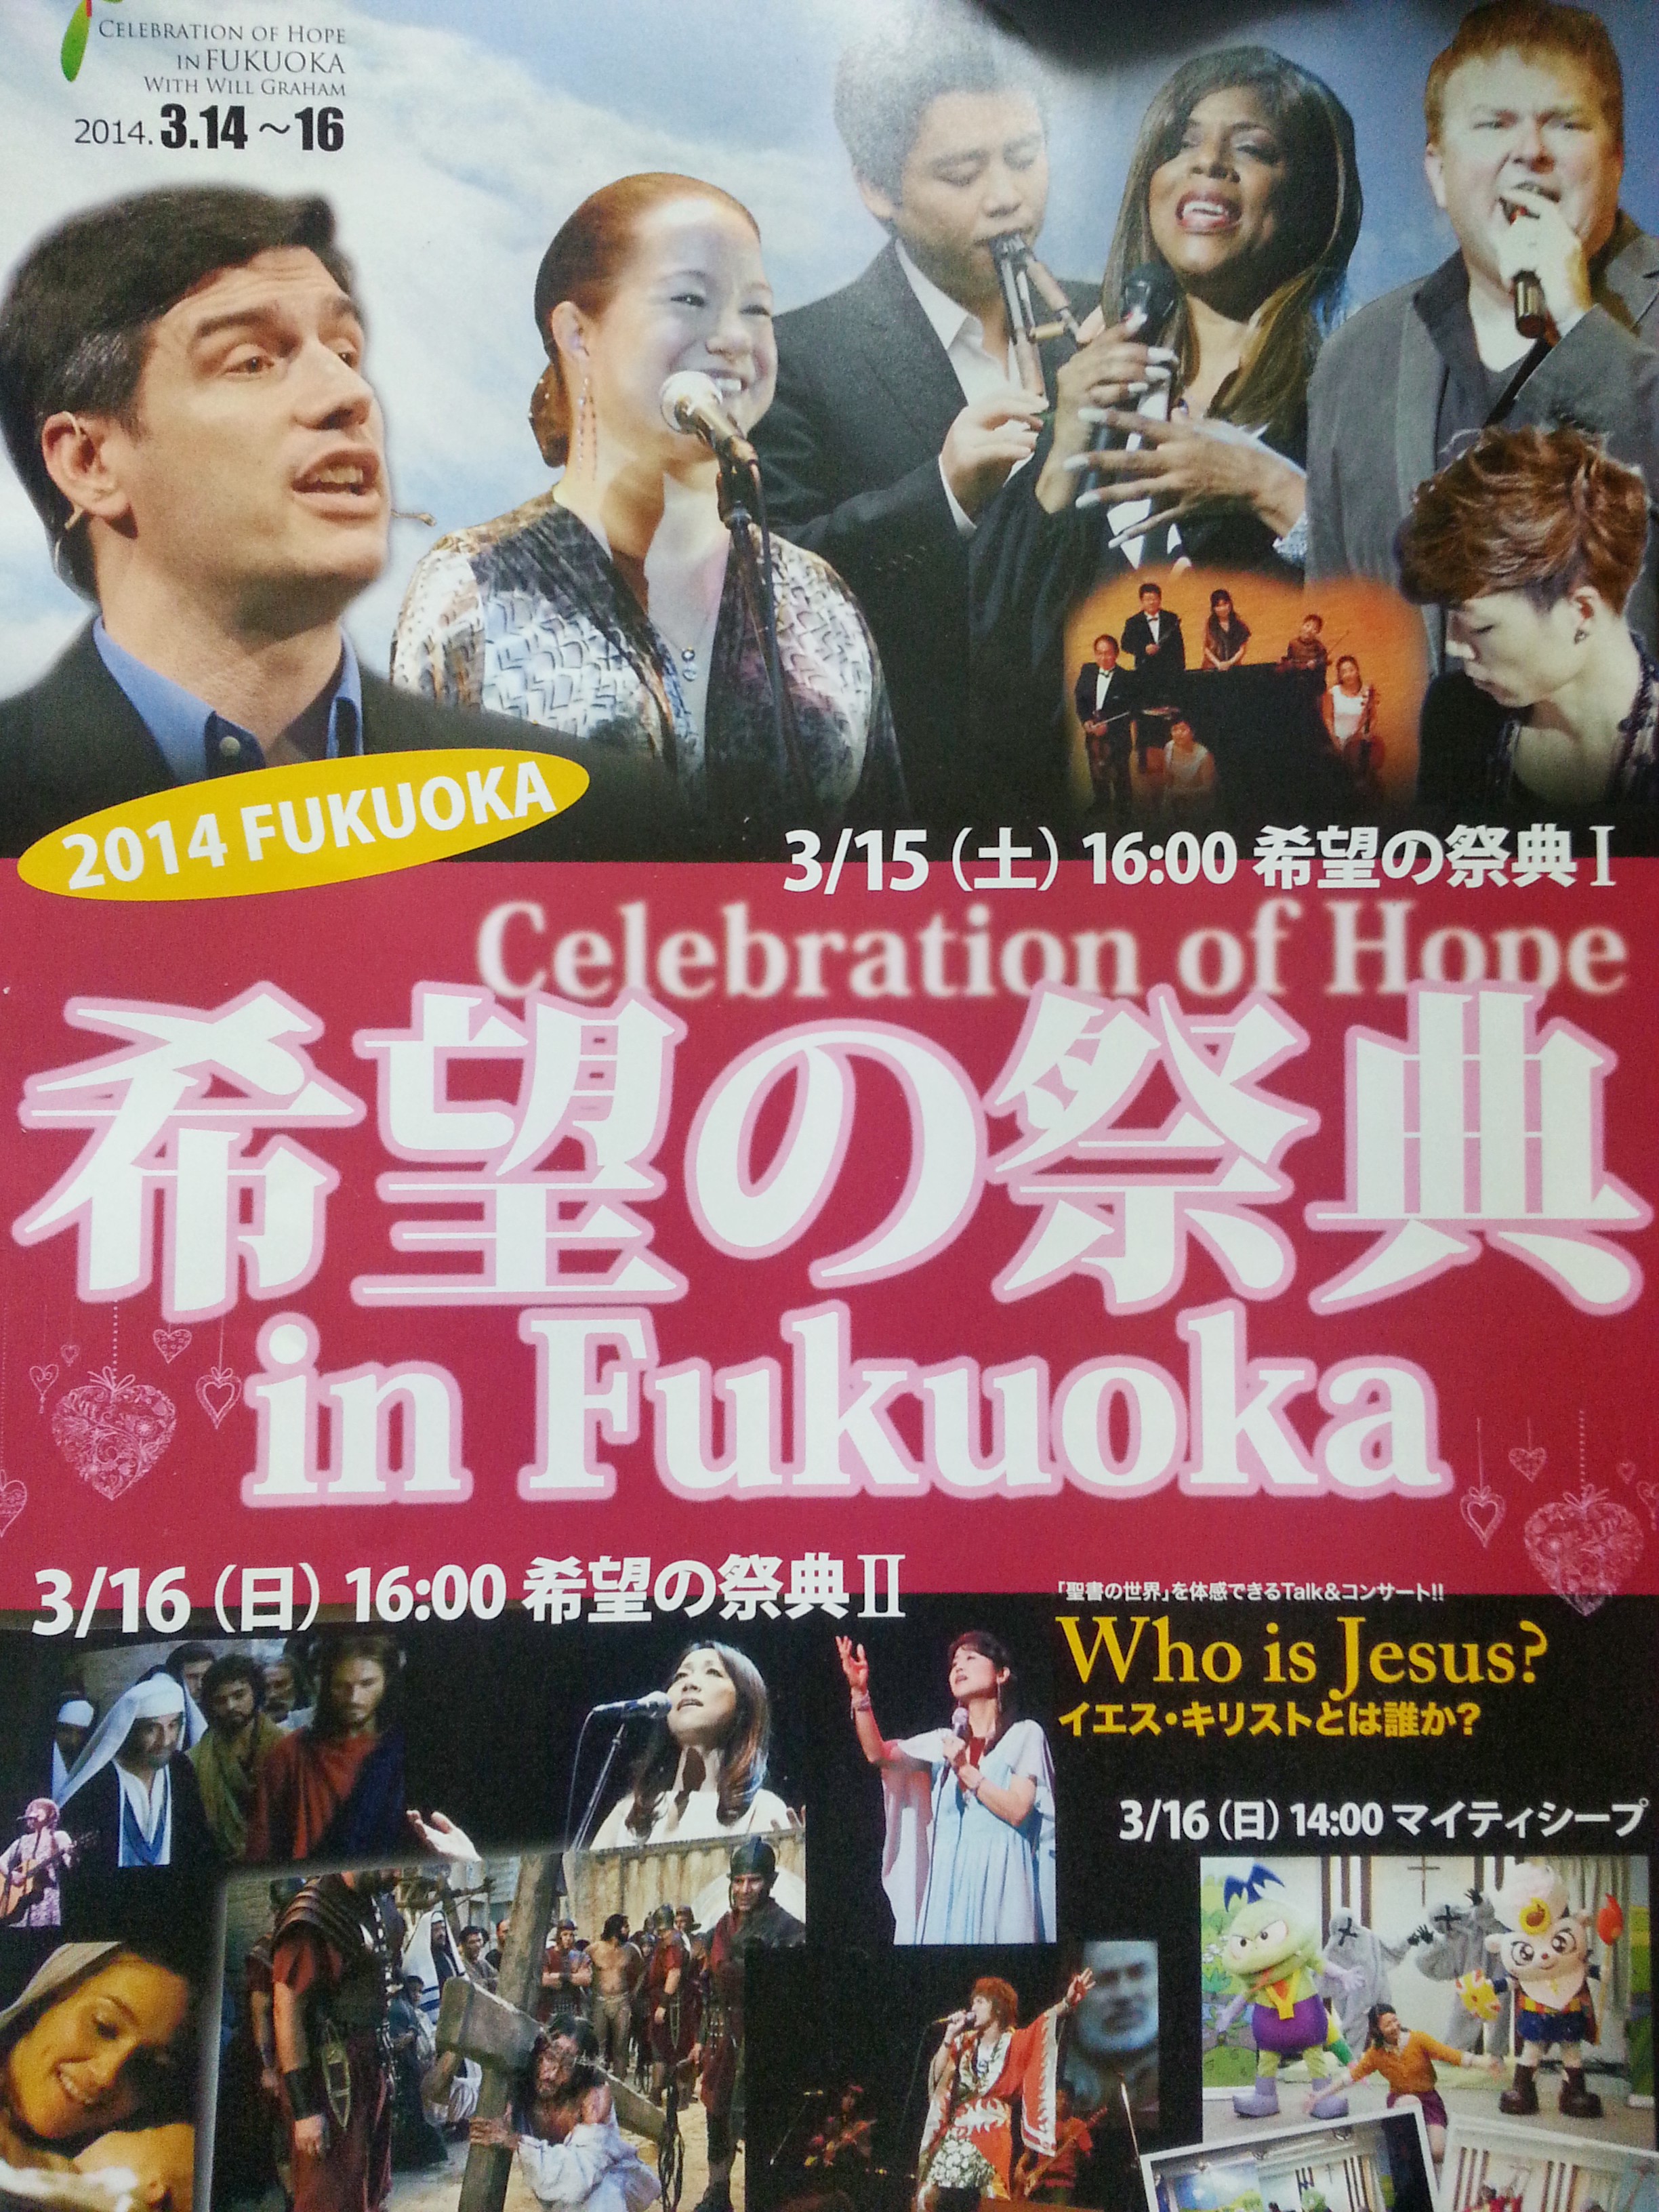 CELEBRATION OF HOPE
IN FUKUOKA
WITH WILL GRAHAM
2014. 3.14 ～16
2014 FUKUOKA
3/15（土）16:00 希望の祭典Ⅰ
Celebration of Hope
希望の祭典
in Fukuoka
3/16（日）16:00 希望の祭典Ⅱ
「聖書の世界」を体感できるTalk＆コンサート!!
Who is Jesus?
イエス・キリストとは誰か?
3/16（日）14:00 マイティシープ